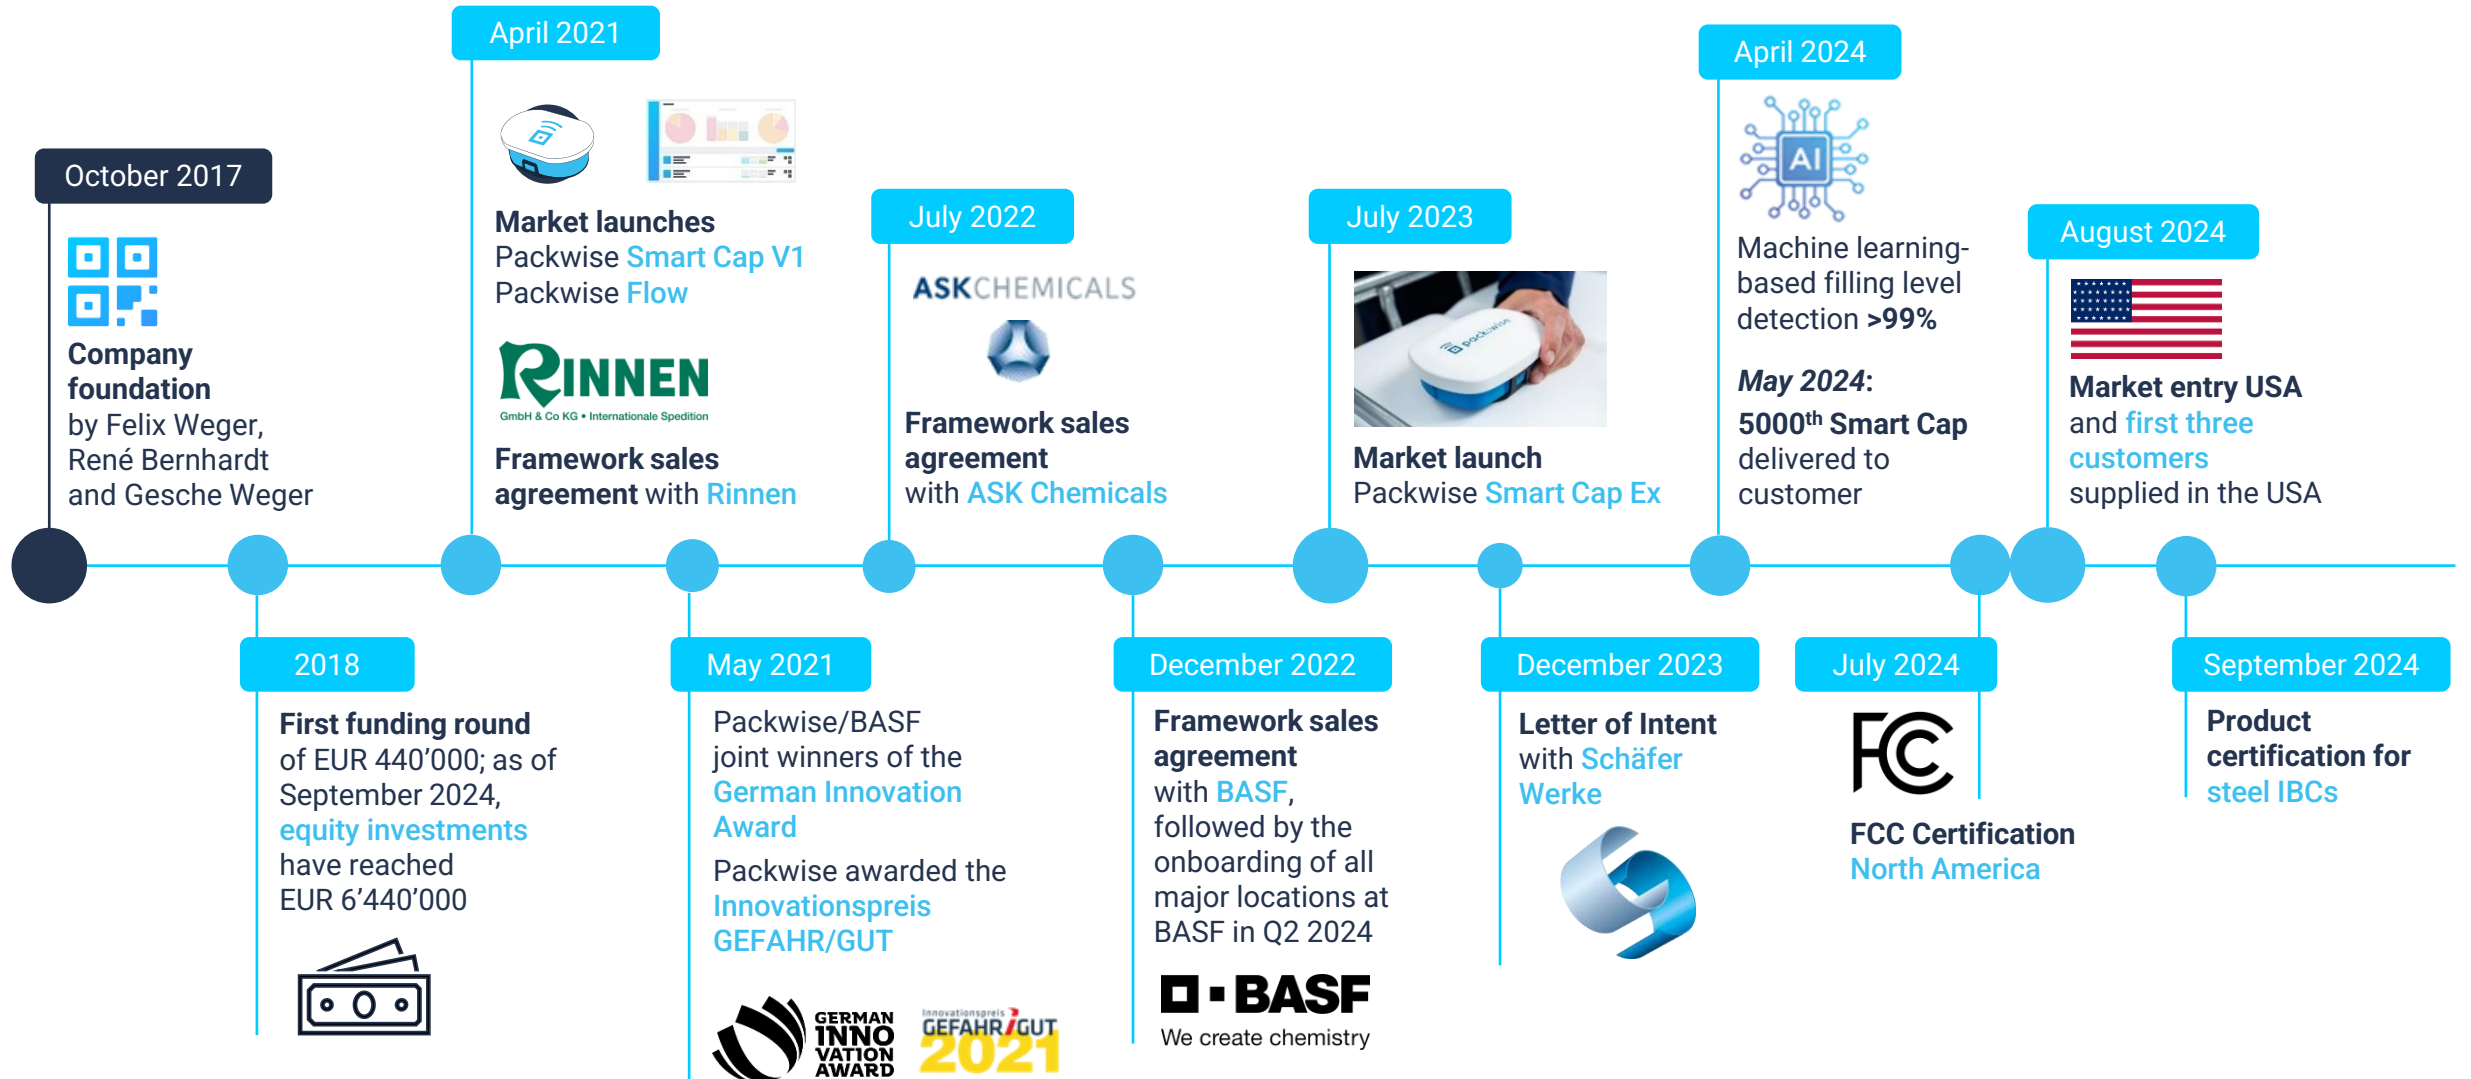 October 2017
Company
foundation
by Felix Weger,
René Bernhardt
and Gesche Weger
2018
First funding round
of EUR 440’000; as of
September 2024,
equity investments
have reached
EUR 6’440’000
April 2021
Market launches
Packwise Smart Cap V1
Packwise Flow
RINNEN
GmbH & Co KG • Internationale Spedition
Framework sales
agreement with Rinnen
May 2021
Packwise/BASF
joint winners of the
German Innovation
Award
Packwise awarded the
Innovationspreis
GEFAHR/GUT
GERMAN
INNO
VATION
AWARD
Innovationspreis
GEFAHR/GUT
2021
July 2022
ASKCHEMICALS
Framework sales
agreement
with ASK Chemicals
December 2022
Framework sales
agreement
with BASF,
followed by the
onboarding of all
major locations at
BASF in Q2 2024
BASF
We create chemistry
July 2023
packwise
Market launch
Packwise Smart Cap Ex
December 2023
Letter of Intent
with Schäfer
Werke
April 2024
AI
Machine learning-
based filling level
detection >99%
May 2024:
5000th Smart Cap
delivered to
customer
July 2024
FC
FCC Certification
North America
August 2024
Market entry USA
and first three
customers
supplied in the USA
September 2024
Product
certification for
steel IBCs